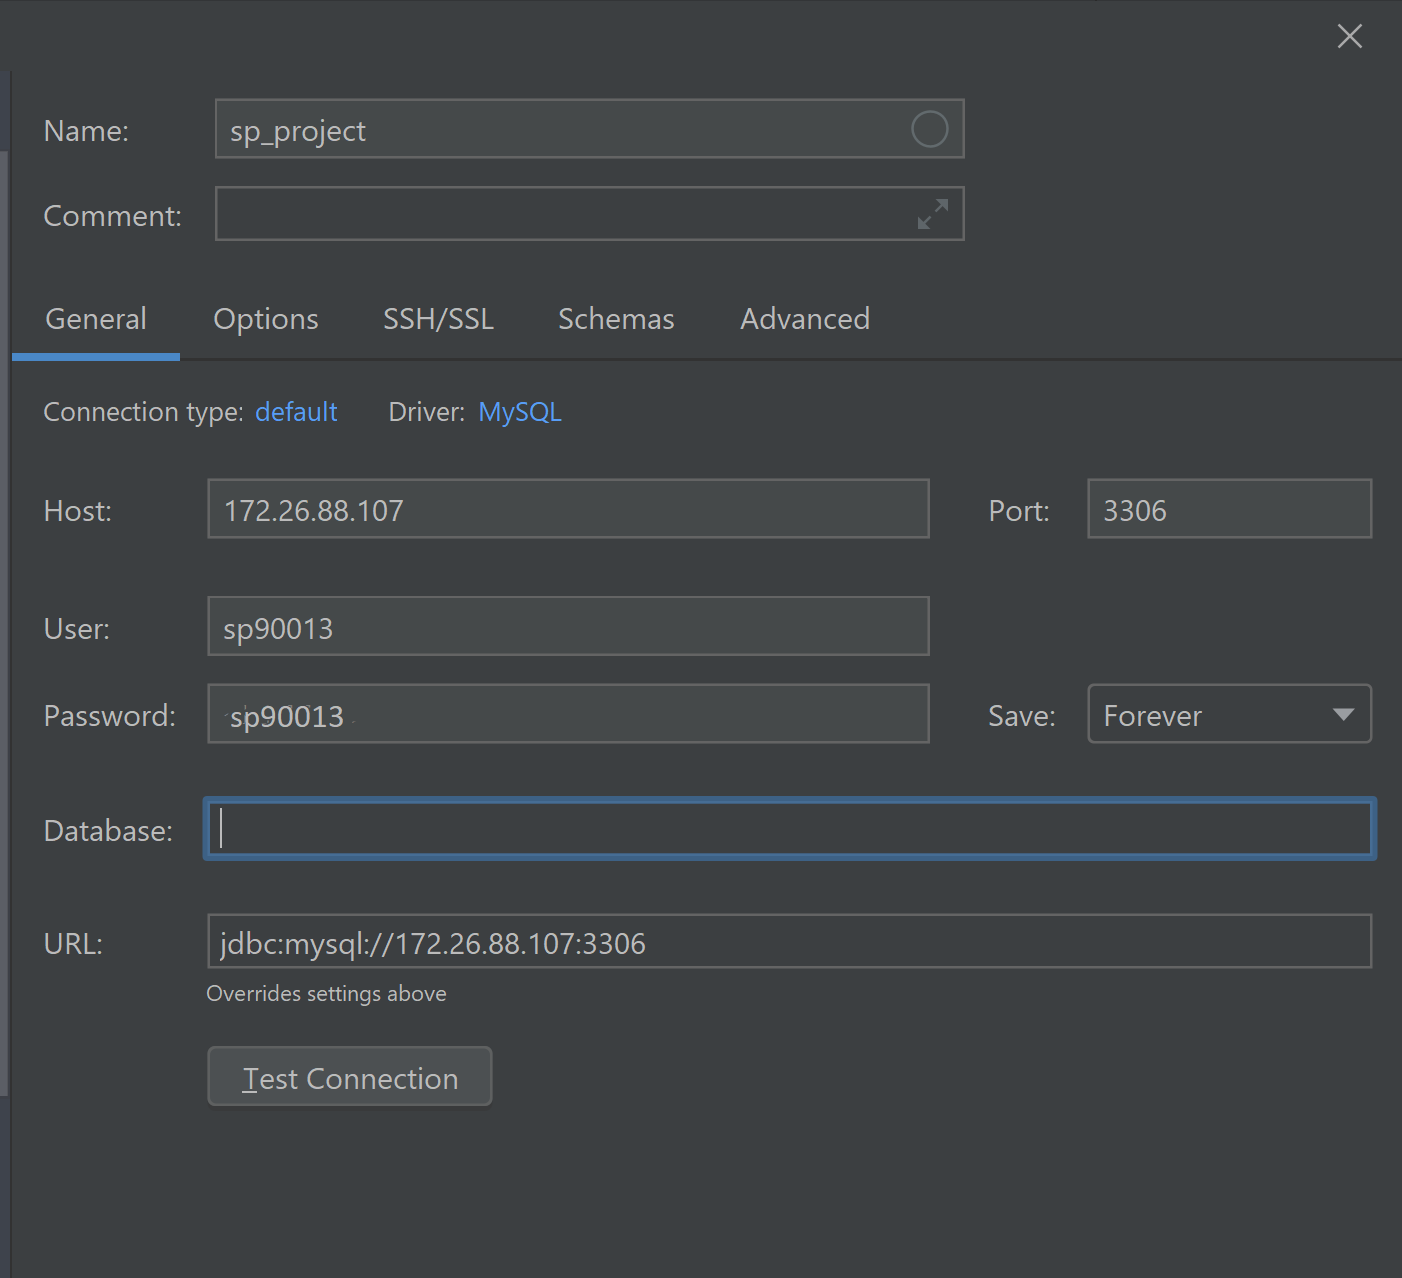 Name: sp_project
Comment:
General Options SSH/SSL Schemas Advanced
Connection type: default Driver: MySQL
Host: 172.26.88.107 Port: 3306
User: sp90013
Password: sp90013 Save: Forever
Database:
URL: jdbc:mysql://172.26.88.107:3306
Overrides settings above
Test Connection